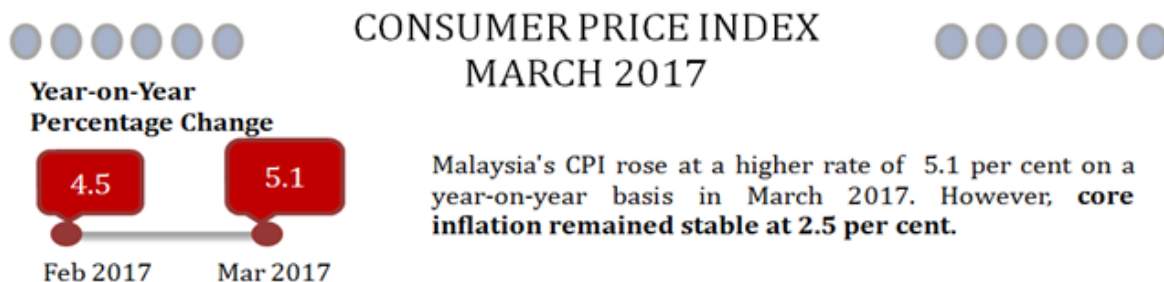 CONSUMER PRICE INDEX
MARCH 2017
Year-on-Year
Percentage Change
4.5
5.1
Feb 2017
Mar 2017
Malaysia's CPI rose at a higher rate of 5.1 per cent on a
year-on-year basis in March 2017. However, core
inflation remained stable at 2.5 per cent.